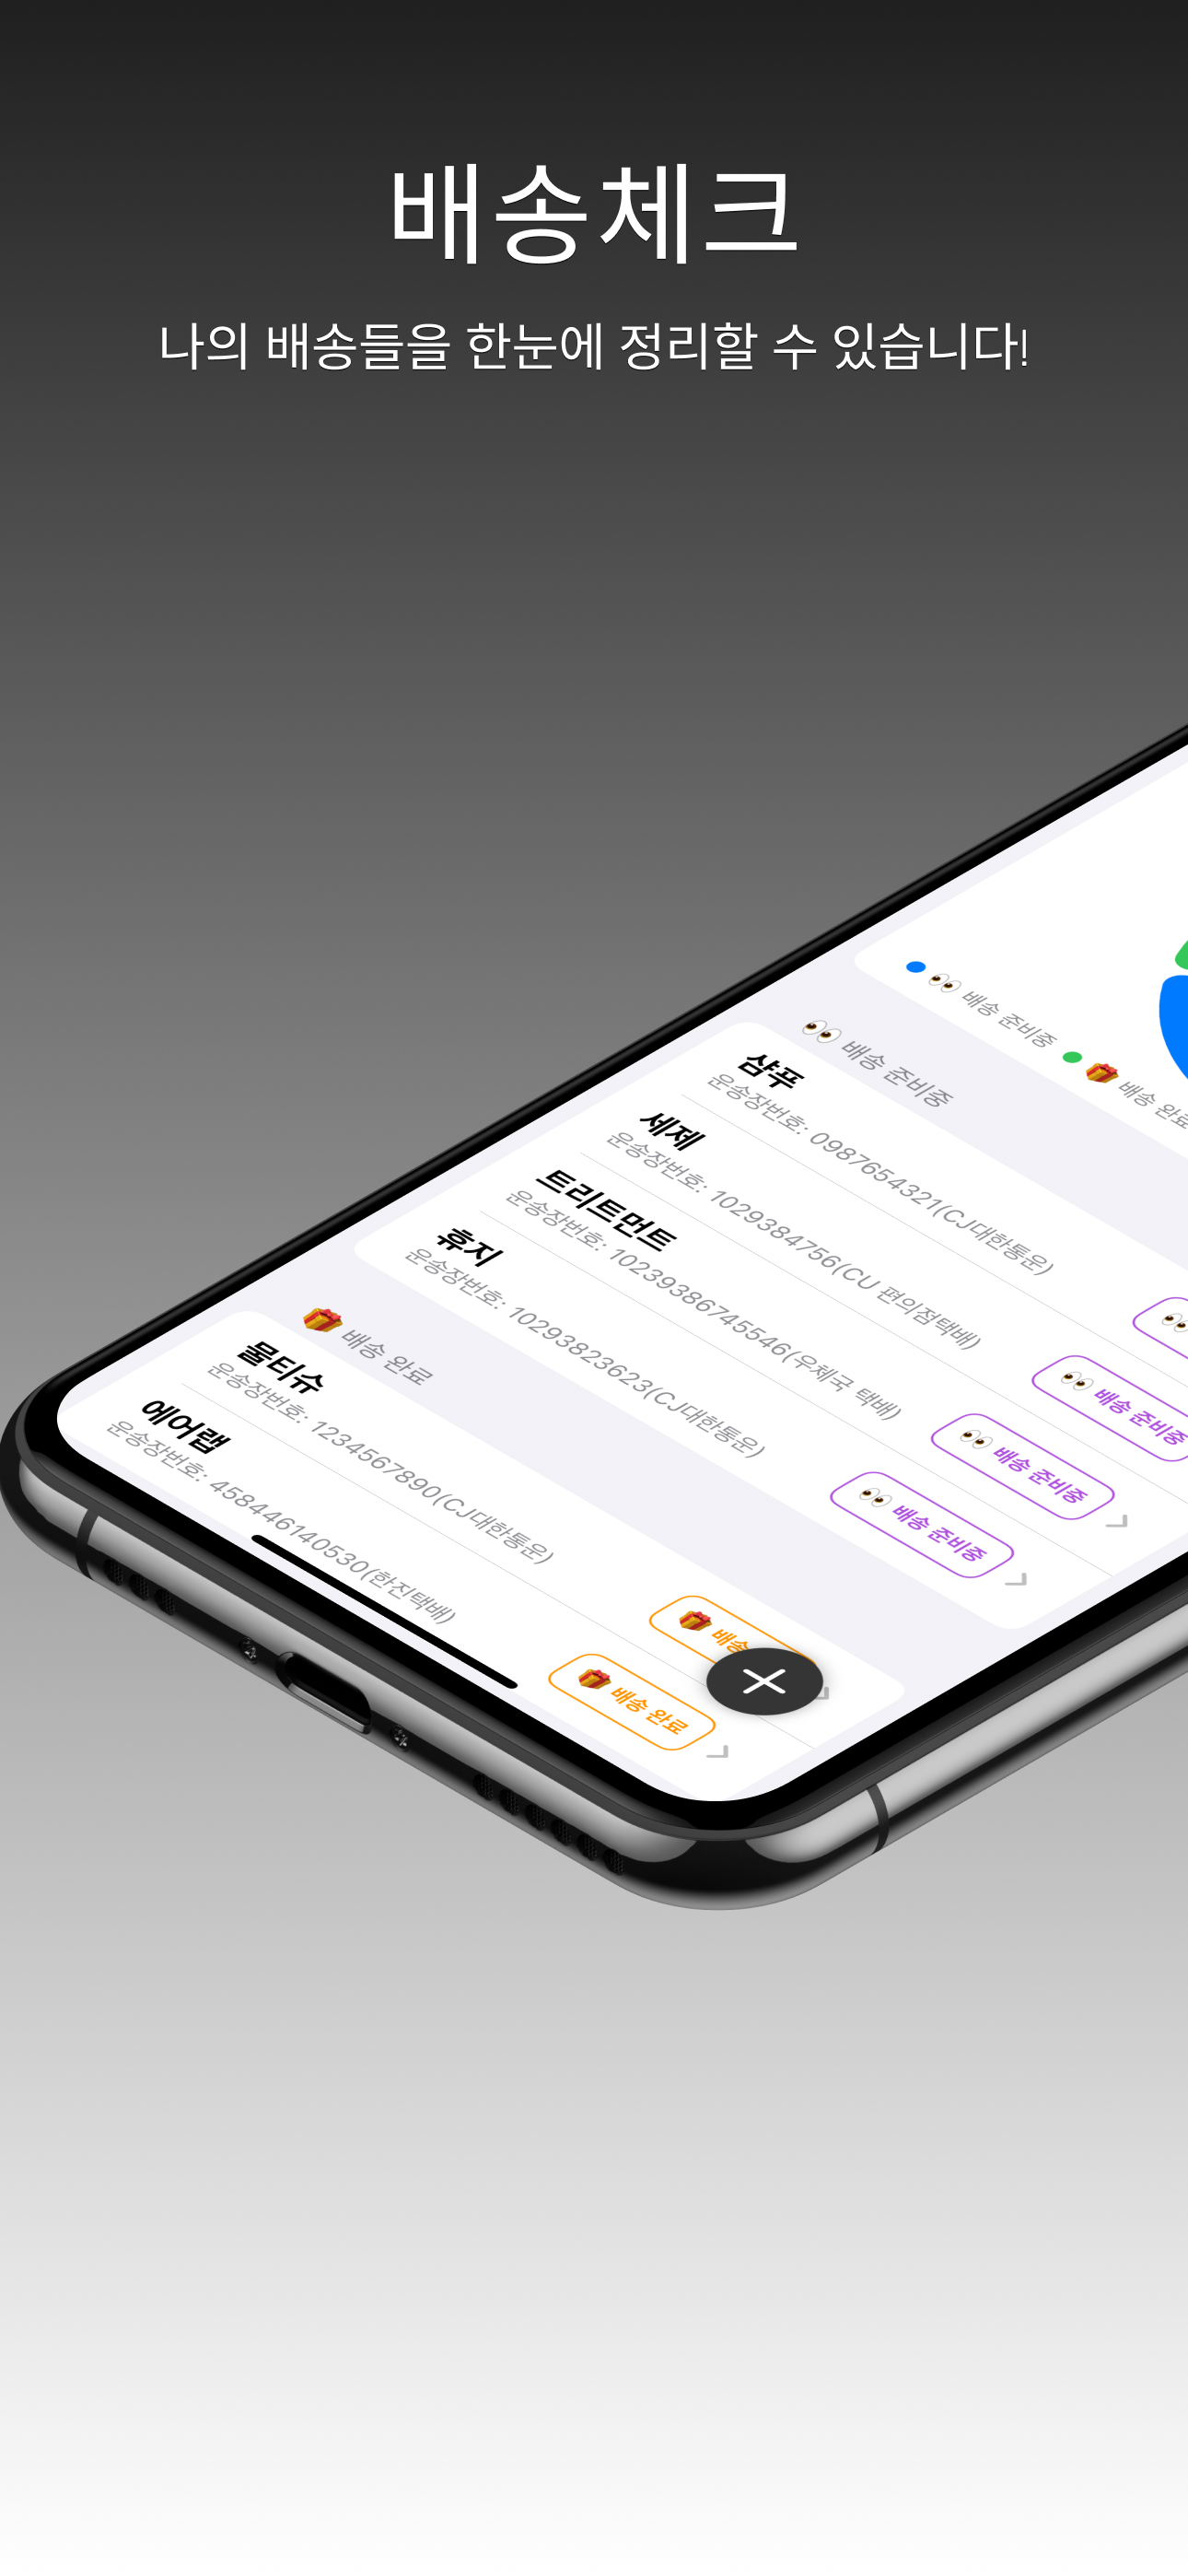 배송체크
나의 배송들을 한눈에 정리할 수 있습니다!
👀 배송 준비중
🎁 배송 완료
👀 배송 준비중
샴푸
운송장번호: 0987654321(CJ대한통운)
세제
운송장번호: 1029384756(CU 편의점택배)
👀 배송 준비중
트리트먼트
운송장번호: 10239386745546(우체국 택배)
👀 배송 준비중
휴지
운송장번호: 10293823623(CJ대한통운)
👀 배송 준비중
🎁 배송 완료
물티슈
운송장번호: 1234567890(CJ대한통운)
🎁 배송
에어랩
운송장번호: 458446140530(한진택배)
🎁 배송 완료